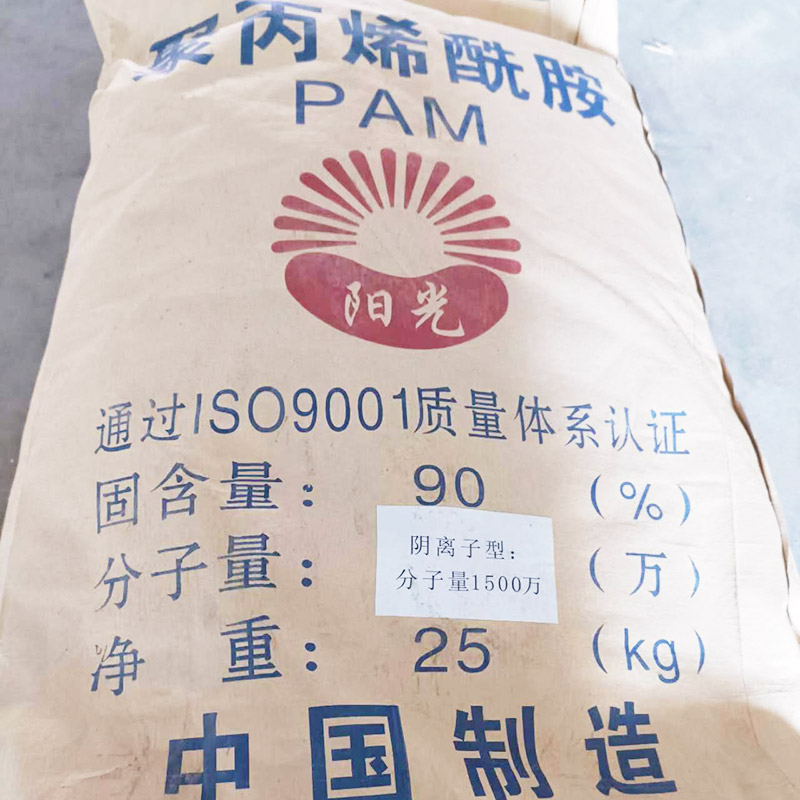 聚丙烯酰胺
PAM
阳光
通过ISO9001质量体系认证
固含量： 90 (%)
分子量： (万)
阴离子型：
分子量1500万
净 重： 25 (kg)
中国制造